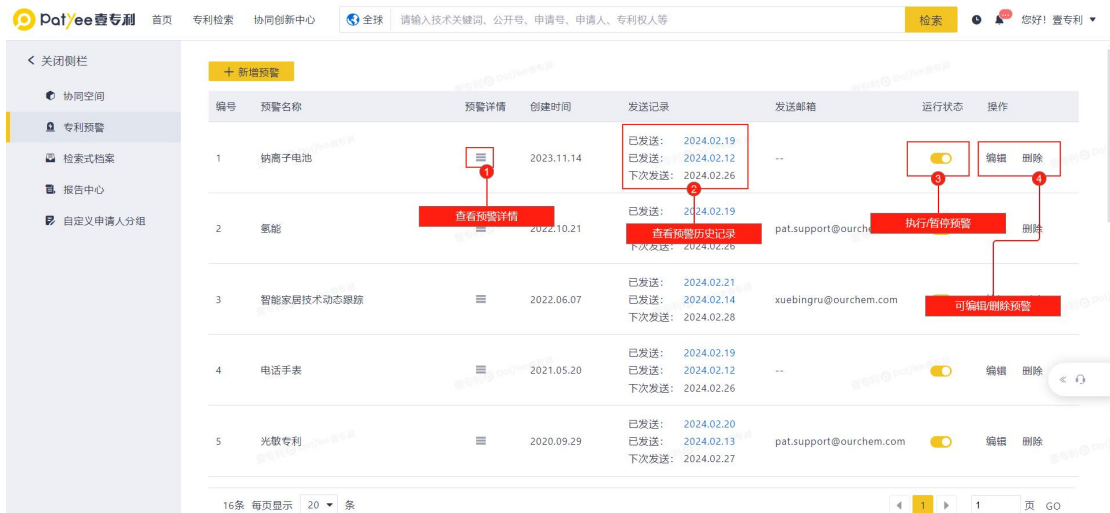 PatYee壹专利 首页 专利检索 协同创新中心 全球 请输入技术关键词、公开号、申请号、申请人、专利权人等 检索 您好！壹专利
关闭侧栏
协同空间
专利预警
检索式档案
报告中心
自定义申请人分组
＋ 新增预警
编号 预警名称 预警详情 创建时间 发送记录 发送邮箱 运行状态 操作
1 钠离子电池 2023.11.14 已发送： 2024.02.19 -- 编辑 删除
已发送： 2024.02.12
下次发送： 2024.02.26
1 2 3 4
查看预警详情
查看预警历史记录
执行/暂停预警
可编辑/删除预警
2 氢能 2022.10.21 已发送： 2024.02.19 pat.support@ourche 删除
下次发送： 2024.02.26
3 智能家居技术动态跟踪 2022.06.07 已发送： 2024.02.21 xuebingru@ourchem.com
已发送： 2024.02.14
下次发送： 2024.02.28
4 电话手表 2021.05.20 已发送： 2024.02.19 -- 编辑 删除
已发送： 2024.02.12
下次发送： 2024.02.26
5 光敏专利 2020.09.29 已发送： 2024.02.20 pat.support@ourchem.com 编辑 删除
已发送： 2024.02.13
下次发送： 2024.02.27
16条 每页显示 20 条 1 1 页 GO